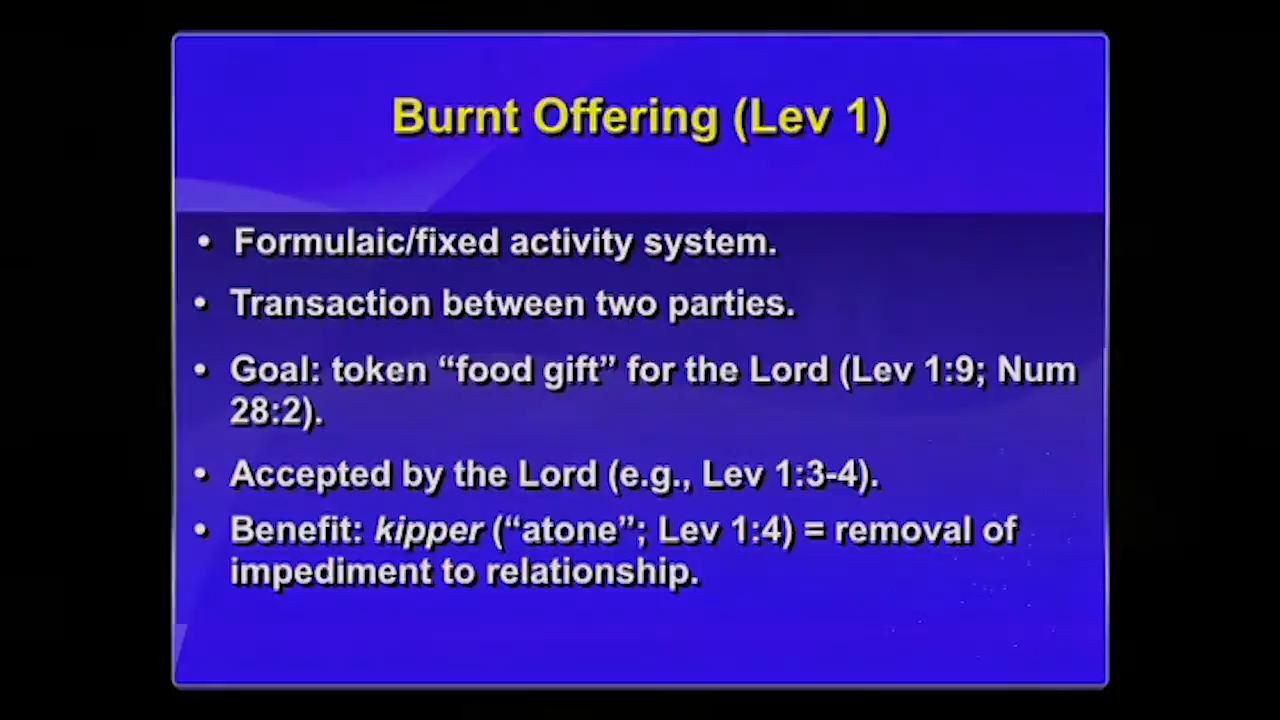 Burnt Offering (Lev 1)
• Formulaic/fixed activity system.
• Transaction between two parties.
• Goal: token “food gift” for the Lord (Lev 1:9; Num
28:2).
• Accepted by the Lord (e.g., Lev 1:3-4).
• Benefit: kipper (“atone”; Lev 1:4) = removal of
impediment to relationship.